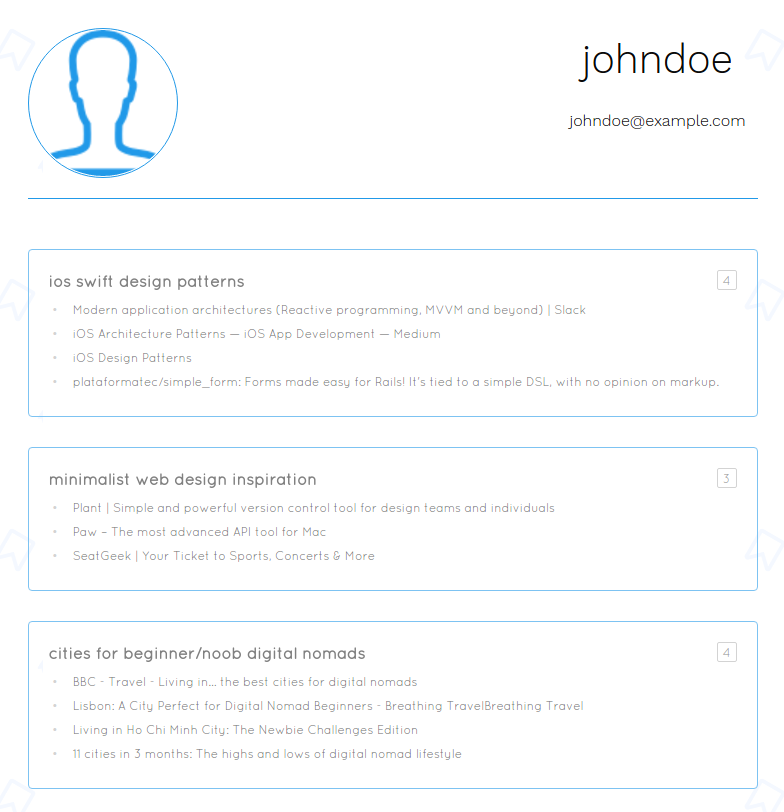 johndoe
johndoe@example.com
ios swift design patterns 4
Modern application architectures (Reactive programming, MVVM and beyond) | Slack
iOS Architecture Patterns — iOS App Development — Medium
iOS Design Patterns
plataformatec/simple_form: Forms made easy for Rails! It's tied to a simple DSL, with no opinion on markup.
minimalist web design inspiration 3
Plant | Simple and powerful version control tool for design teams and individuals
Paw – The most advanced API tool for Mac
SeatGeek | Your Ticket to Sports, Concerts & More
cities for beginner/noob digital nomads 4
BBC - Travel - Living in… the best cities for digital nomads
Lisbon: A City Perfect for Digital Nomad Beginners - Breathing TravelBreathing Travel
Living in Ho Chi Minh City: The Newbie Challenges Edition
11 cities in 3 months: The highs and lows of digital nomad lifestyle